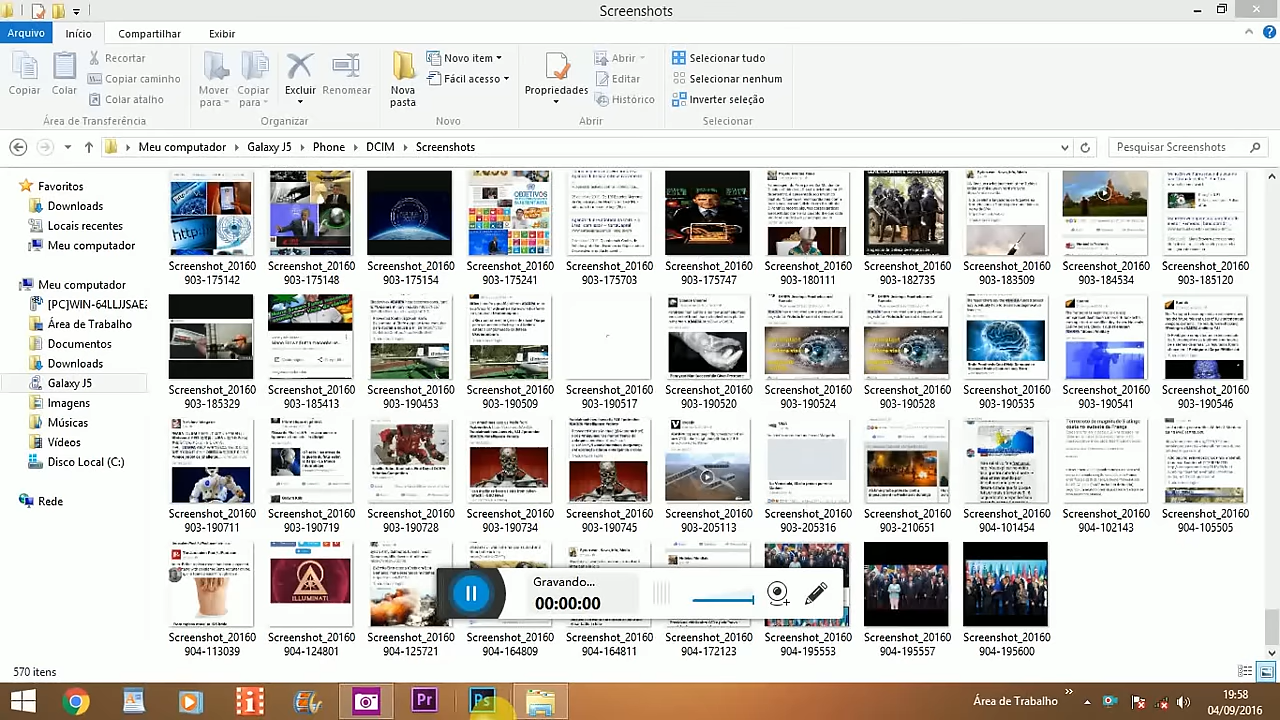 Screenshots
Arquivo
Início
Compartilhar
Exibir
Copiar
Colar
Recortar
Copiar caminho
Colar atalho
Mover para
Copiar para
Excluir
Renomear
Nova pasta
Novo item
Fácil acesso
Propriedades
Abrir
Editar
Histórico
Selecionar tudo
Selecionar nenhum
Inverter seleção
Área de Transferência
Organizar
Novo
Abrir
Selecionar
Meu computador
Galaxy J5
Phone
DCIM
Screenshots
Pesquisar Screenshots
Favoritos
Downloads
Locais recentes
Meu computador
Meu computador
[PC]WIN-64LLJSAE
Área de Trabalho
Documentos
Downloads
Galaxy J5
Imagens
Músicas
Vídeos
Disco Local (C:)
Rede
Screenshot_20160903-175142
Screenshot_20160903-175148
Screenshot_20160903-175154
Screenshot_20160903-175241
Screenshot_20160903-175703
Screenshot_20160903-175747
Screenshot_20160903-180111
Screenshot_20160903-182735
Screenshot_20160903-183509
Screenshot_20160903-184534
Screenshot_20160903-185120
Screenshot_20160903-185329
Screenshot_20160903-185413
Screenshot_20160903-190453
Screenshot_20160903-190509
Screenshot_20160903-190517
Screenshot_20160903-190520
Screenshot_20160903-190524
Screenshot_20160903-190528
Screenshot_20160903-190535
Screenshot_20160903-190541
Screenshot_20160903-190546
Screenshot_20160903-190711
Screenshot_20160903-190719
Screenshot_20160903-190728
Screenshot_20160903-190734
Screenshot_20160903-190745
Screenshot_20160903-205113
Screenshot_20160903-205316
Screenshot_20160903-210651
Screenshot_20160904-101454
Screenshot_20160904-102143
Screenshot_20160904-105505
ILLUMINATI
Gravando...
00:00:00
Screenshot_20160904-113039
Screenshot_20160904-124801
Screenshot_20160904-125721
Screenshot_20160904-164809
Screenshot_20160904-164811
Screenshot_20160904-172123
Screenshot_20160904-195553
Screenshot_20160904-195557
Screenshot_20160904-195600
570 itens
Pr
Ps
Área de Trabalho
19:58
04/09/2016